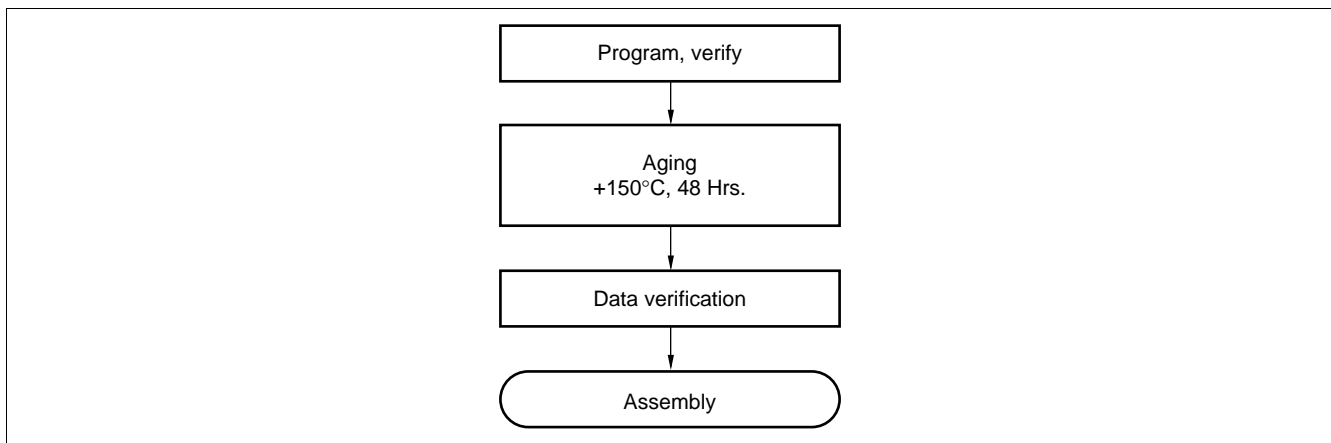 Program, verify
Aging
+150°C, 48 Hrs.
Data verification
Assembly